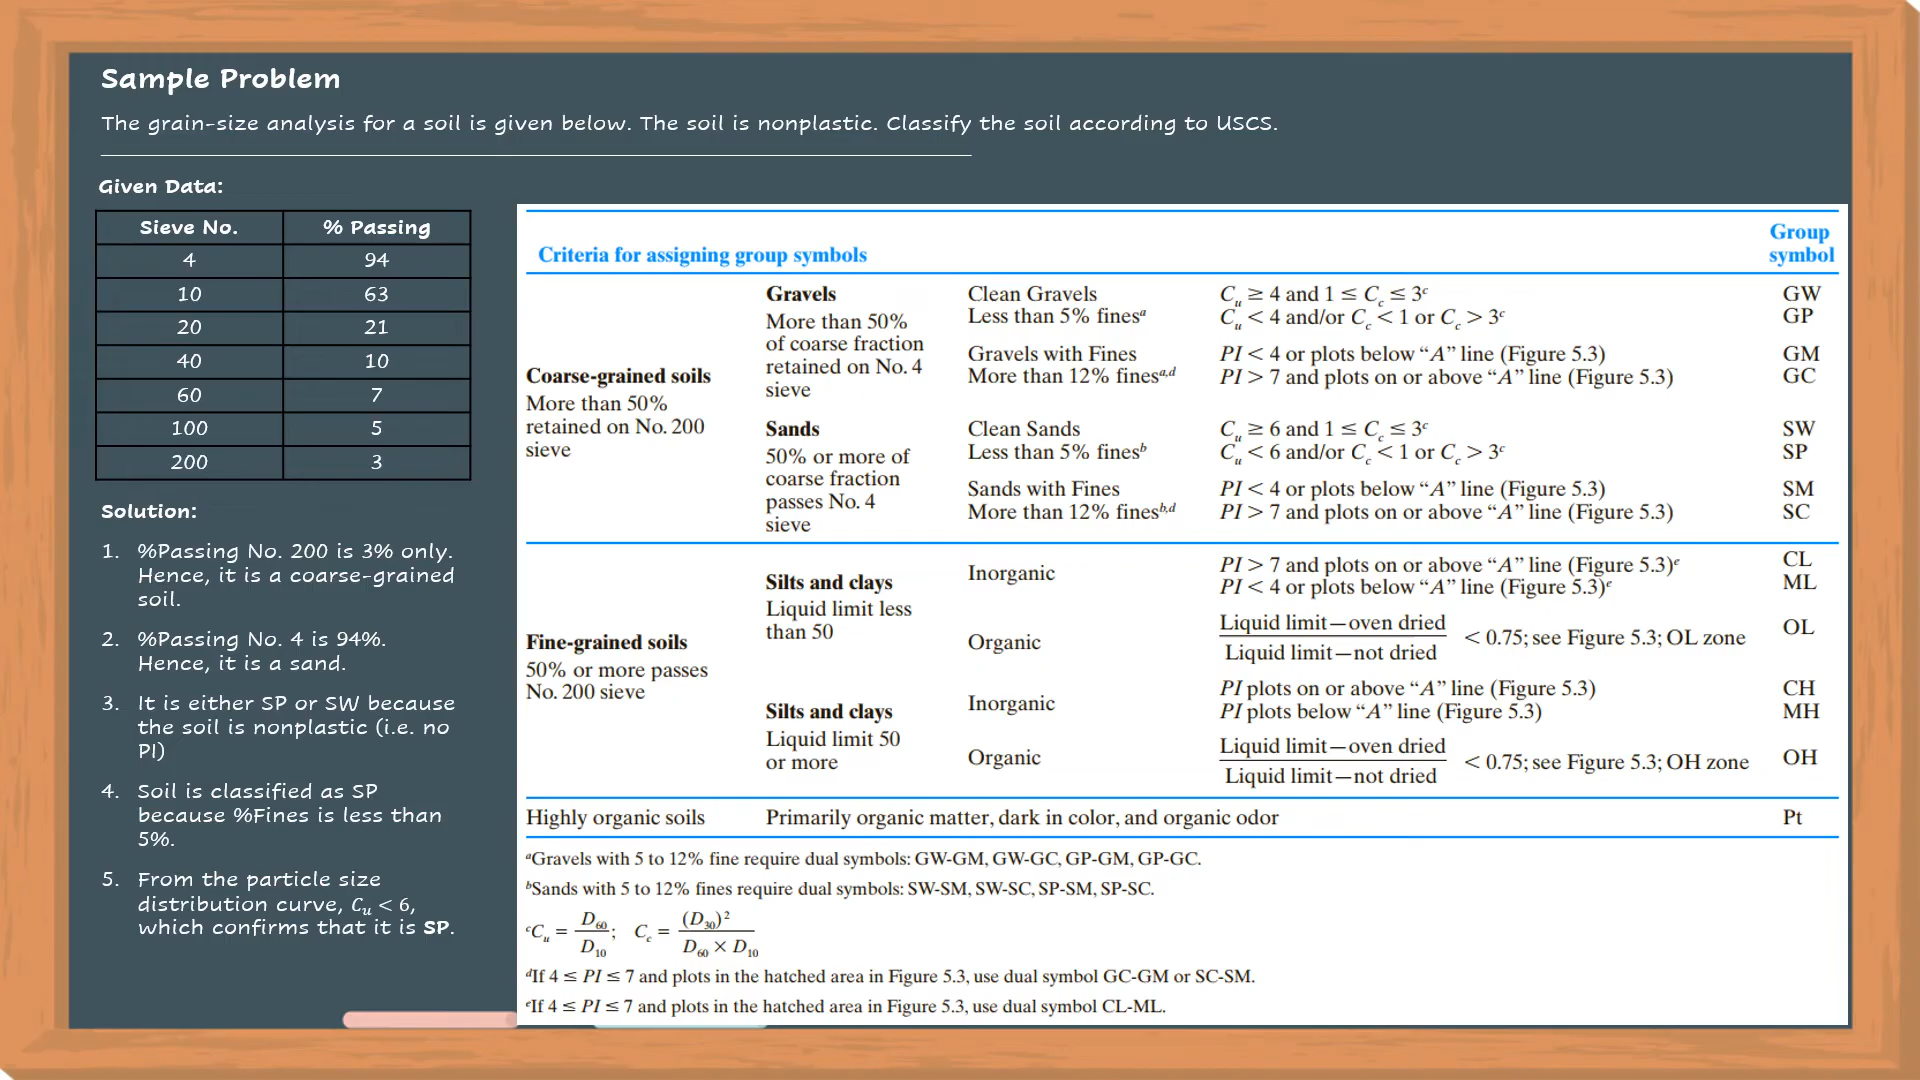 Sample Problem
The grain-size analysis for a soil is given below. The soil is nonplastic. Classify the soil according to USCS.
Given Data:
Sieve No. % Passing
4 94
10 63
20 21
40 10
60 7
100 5
200 3
Solution:
1. %Passing No. 200 is 3% only.
Hence, it is a coarse-grained
soil.
2. %Passing No. 4 is 94%.
Hence, it is a sand.
3. It is either SP or SW because
the soil is nonplastic (i.e. no
PI)
4. Soil is classified as SP
because %Fines is less than
5%.
5. From the particle size
distribution curve, Cu < 6,
which confirms that it is SP.
Criteria for assigning group symbols
Group
symbol
Coarse-grained soils
More than 50%
retained on No. 200
sieve
Gravels
More than 50%
of coarse fraction
retained on No. 4
sieve
Clean Gravels
Less than 5% finesᵃ
Cu ≥ 4 and 1 ≤ Cc ≤ 3ᶜ GW
Cu < 4 and/or Cc < 1 or Cc > 3ᶜ GP
Gravels with Fines
More than 12% finesᵃ,ᵈ
PI < 4 or plots below “A” line (Figure 5.3) GM
PI > 7 and plots on or above “A” line (Figure 5.3) GC
Sands
50% or more of
coarse fraction
passes No. 4
sieve
Clean Sands
Less than 5% finesᵇ
Cu ≥ 6 and 1 ≤ Cc ≤ 3ᶜ SW
Cu < 6 and/or Cc < 1 or Cc > 3ᶜ SP
Sands with Fines
More than 12% finesᵇ,ᵈ
PI < 4 or plots below “A” line (Figure 5.3) SM
PI > 7 and plots on or above “A” line (Figure 5.3) SC
Fine-grained soils
50% or more passes
No. 200 sieve
Silts and clays
Liquid limit less
than 50
Inorganic
PI > 7 and plots on or above “A” line (Figure 5.3)ᵉ CL
PI < 4 or plots below “A” line (Figure 5.3)ᵉ ML
Organic
Liquid limit—oven dried
Liquid limit—not dried
< 0.75; see Figure 5.3; OL zone OL
Silts and clays
Liquid limit 50
or more
Inorganic
PI plots on or above “A” line (Figure 5.3) CH
PI plots below “A” line (Figure 5.3) MH
Organic
Liquid limit—oven dried
Liquid limit—not dried
< 0.75; see Figure 5.3; OH zone OH
Highly organic soils Primarily organic matter, dark in color, and organic odor Pt
ᵃGravels with 5 to 12% fine require dual symbols: GW-GM, GW-GC, GP-GM, GP-GC.
ᵇSands with 5 to 12% fines require dual symbols: SW-SM, SW-SC, SP-SM, SP-SC.
ᶜCu = D60 / D10; Cc = (D30)² / D60 × D10
ᵈIf 4 ≤ PI ≤ 7 and plots in the hatched area in Figure 5.3, use dual symbol GC-GM or SC-SM.
ᵉIf 4 ≤ PI ≤ 7 and plots in the hatched area in Figure 5.3, use dual symbol CL-ML.